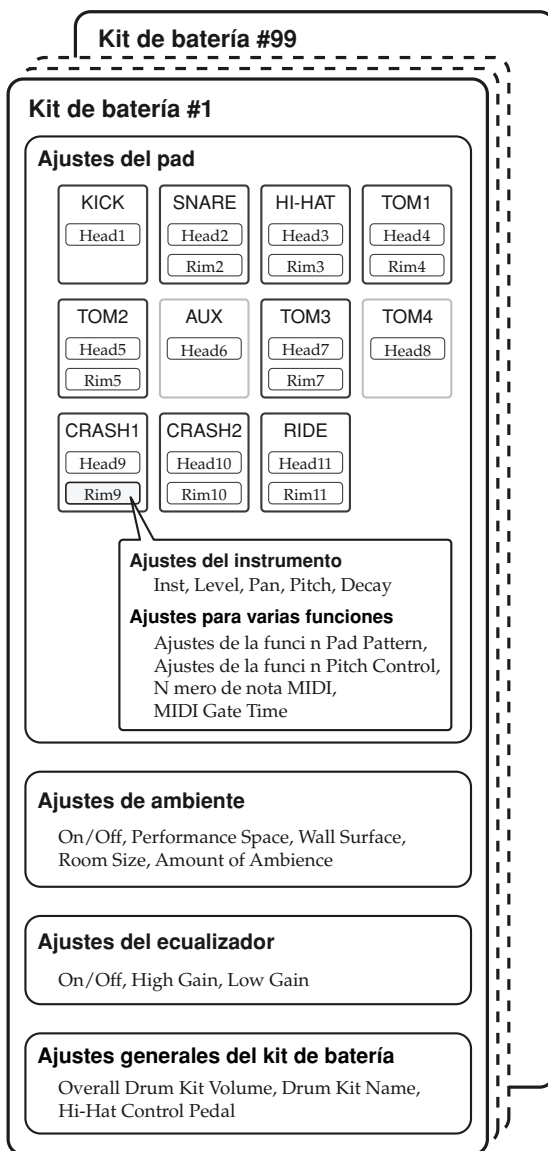 Kit de batería #99
Kit de batería #1
Ajustes del pad
KICK SNARE HI-HAT TOM1
Head1 Head2 Head3 Head4
Rim2 Rim3 Rim4
TOM2 AUX TOM3 TOM4
Head5 Head6 Head7 Head8
Rim5 Rim7
CRASH1 CRASH2 RIDE
Head9 Head10 Head11
Rim9 Rim10 Rim11
Ajustes del instrumento
Inst, Level, Pan, Pitch, Decay
Ajustes para varias funciones
Ajustes de la funci n Pad Pattern,
Ajustes de la funci n Pitch Control,
N mero de nota MIDI,
MIDI Gate Time
Ajustes de ambiente
On/Off, Performance Space, Wall Surface,
Room Size, Amount of Ambience
Ajustes del ecualizador
On/Off, High Gain, Low Gain
Ajustes generales del kit de batería
Overall Drum Kit Volume, Drum Kit Name,
Hi-Hat Control Pedal